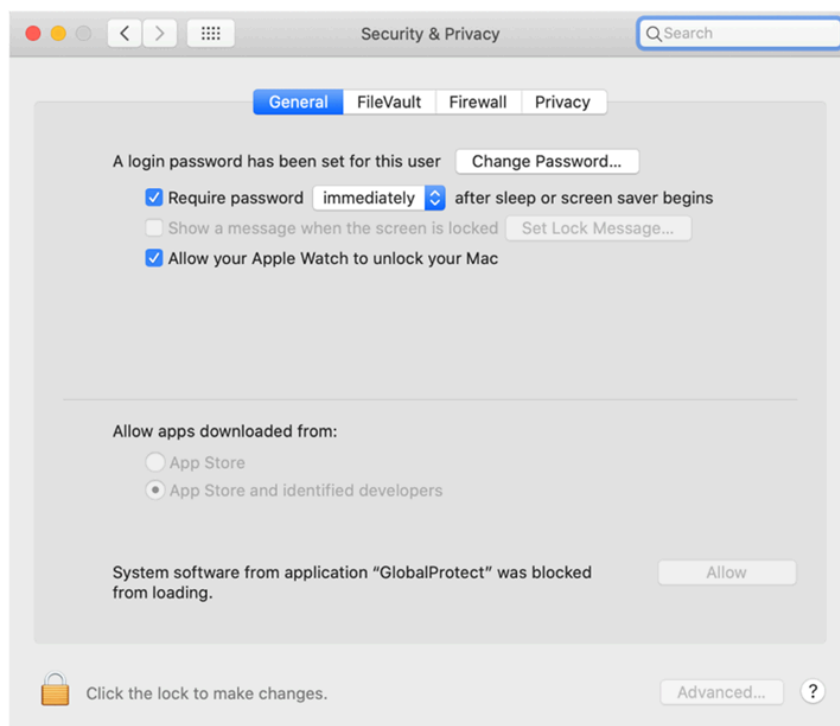 Security & Privacy
Search
General FileVault Firewall Privacy
A login password has been set for this user Change Password...
Require password immediately after sleep or screen saver begins
Show a message when the screen is locked Set Lock Message...
Allow your Apple Watch to unlock your Mac
Allow apps downloaded from:
App Store
App Store and identified developers
System software from application “GlobalProtect” was blocked Allow
from loading.
Click the lock to make changes. Advanced... ?